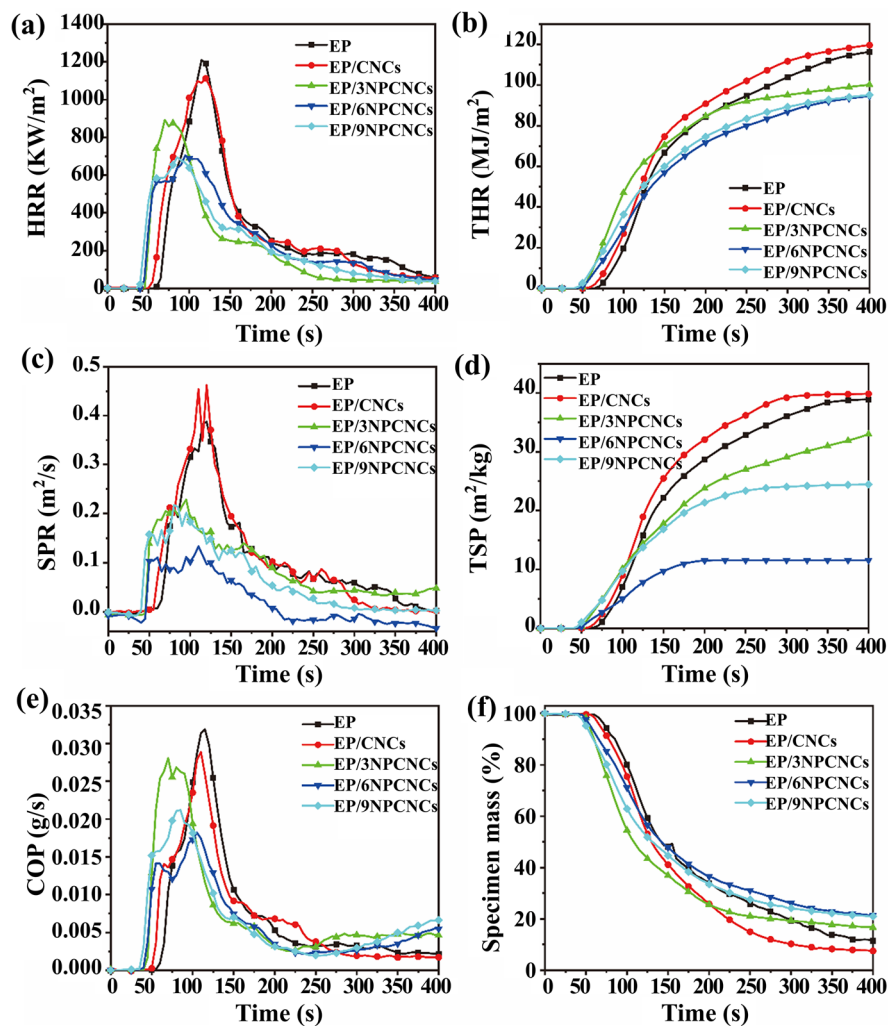 (a)
HRR (KW/m²)
1400
1200
1000
800
600
400
200
0
EP
EP/CNCs
EP/3NPCNCs
EP/6NPCNCs
EP/9NPCNCs
0 50 100 150 200 250 300 350 400
Time (s)
(b)
THR (MJ/m²)
120
100
80
60
40
20
0
EP
EP/CNCs
EP/3NPCNCs
EP/6NPCNCs
EP/9NPCNCs
0 50 100 150 200 250 300 350 400
Time (s)
(c)
SPR (m²/s)
0.5
0.4
0.3
0.2
0.1
0.0
EP
EP/CNCs
EP/3NPCNCs
EP/6NPCNCs
EP/9NPCNCs
0 50 100 150 200 250 300 350 400
Time (s)
(d)
TSP (m²/kg)
40
30
20
10
0
EP
EP/CNCs
EP/3NPCNCs
EP/6NPCNCs
EP/9NPCNCs
0 50 100 150 200 250 300 350 400
Time (s)
(e)
COP (g/s)
0.035
0.030
0.025
0.020
0.015
0.010
0.005
0.000
EP
EP/CNCs
EP/3NPCNCs
EP/6NPCNCs
EP/9NPCNCs
0 50 100 150 200 250 300 350 400
Time (s)
(f)
Specimen mass (%)
100
80
60
40
20
0
EP
EP/CNCs
EP/3NPCNCs
EP/6NPCNCs
EP/9NPCNCs
0 50 100 150 200 250 300 350 400
Time (s)